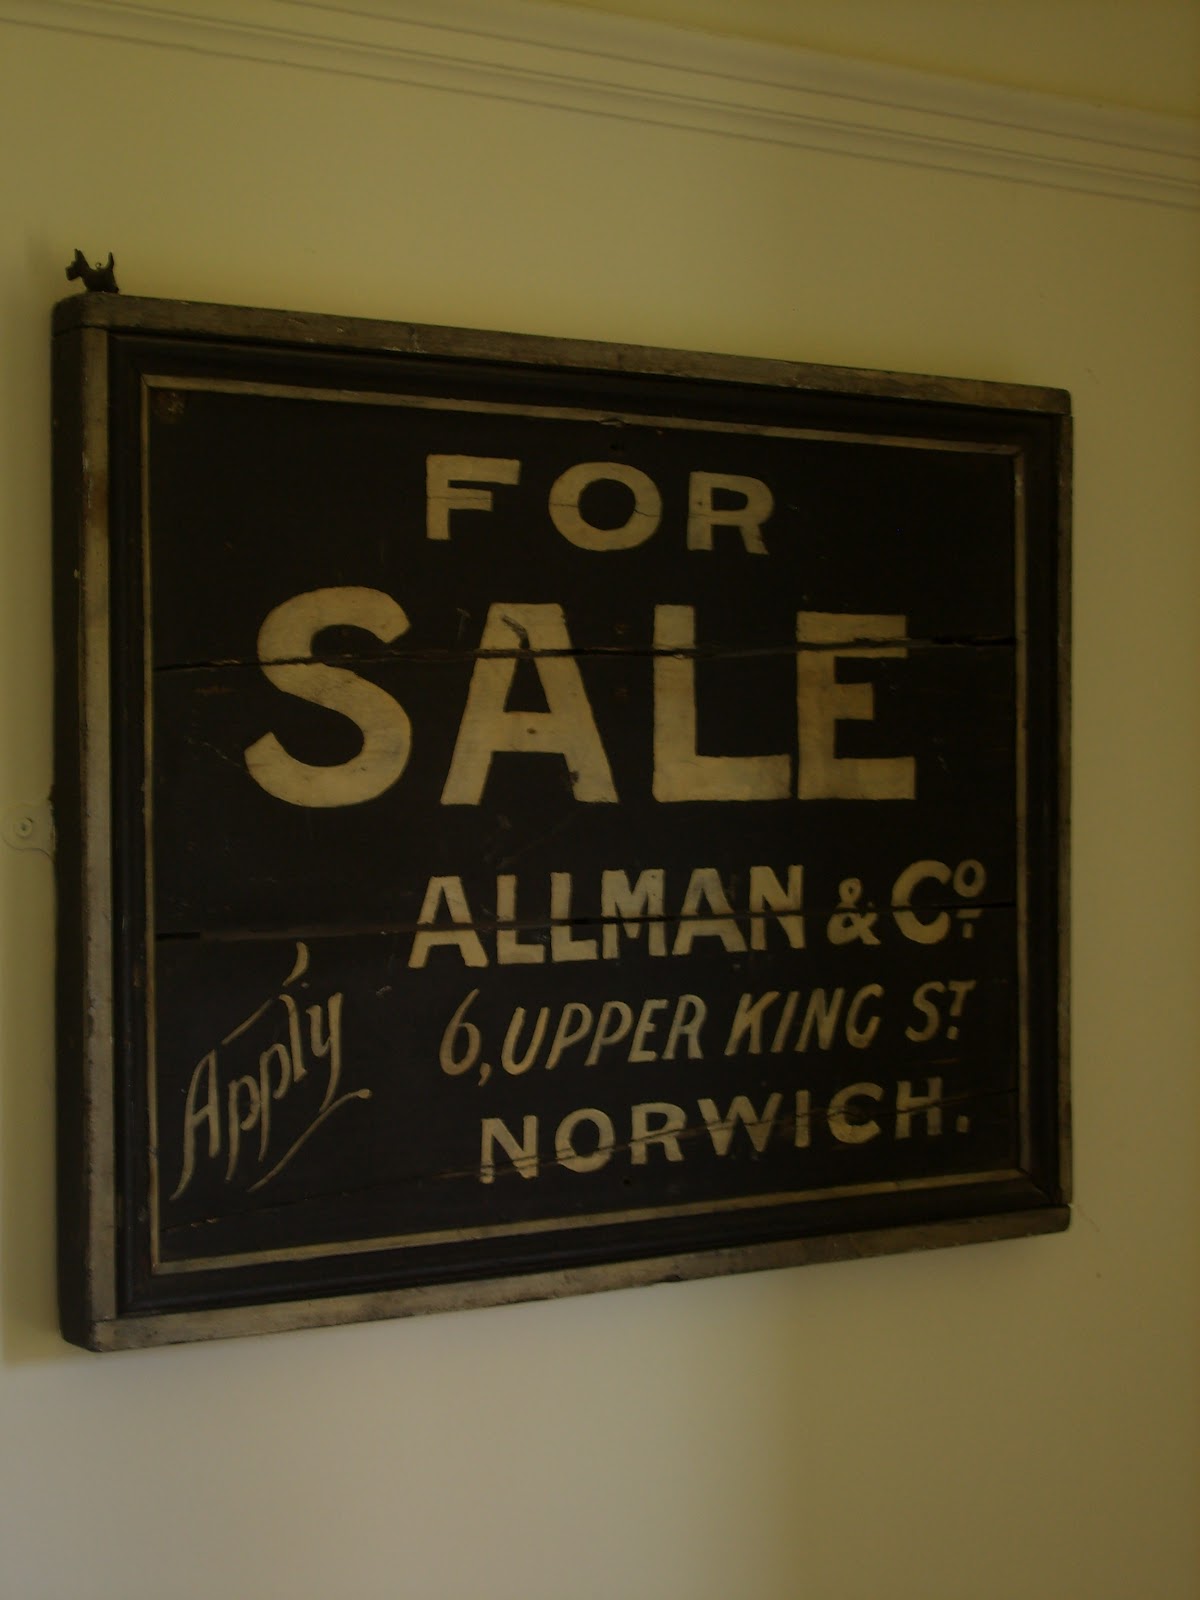 FOR
SALE
Apply
ALLMAN & Co.
6, UPPER KING ST.
NORWICH.